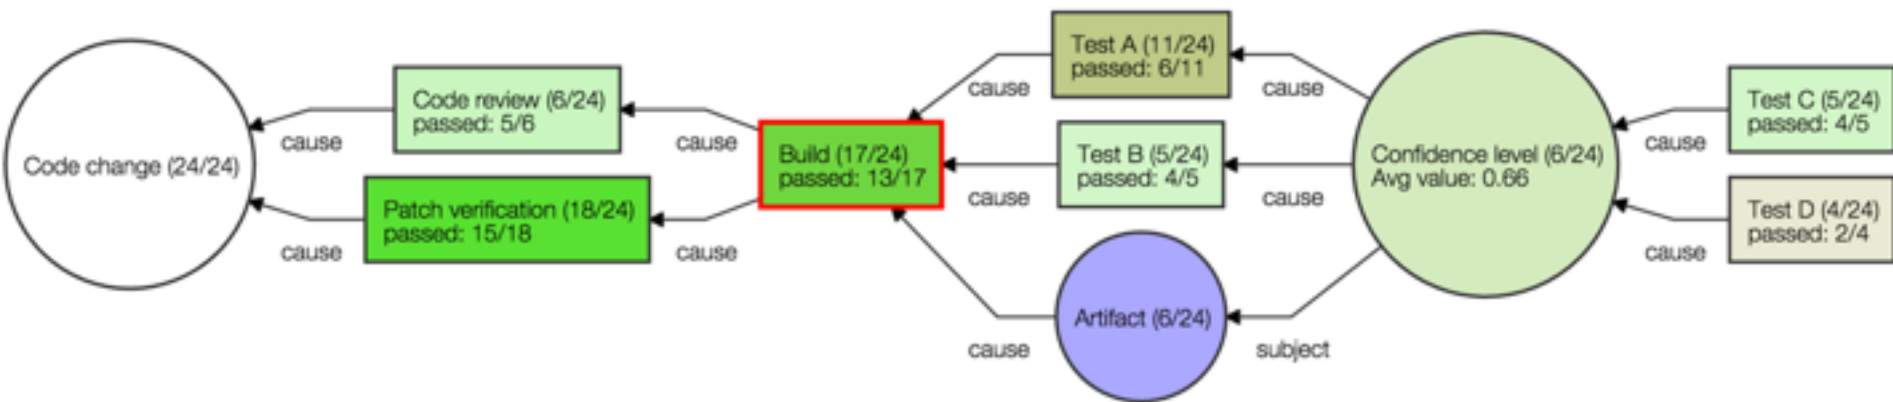 Code change (24/24)
cause
cause
Code review (6/24)
passed: 5/6
Patch verification (18/24)
passed: 15/18
cause
cause
Build (17/24)
passed: 13/17
cause
cause
cause
Test A (11/24)
passed: 6/11
Test B (5/24)
passed: 4/5
Artifact (6/24)
cause
cause
subject
Confidence level (6/24)
Avg value: 0.66
cause
cause
Test C (5/24)
passed: 4/5
Test D (4/24)
passed: 2/4